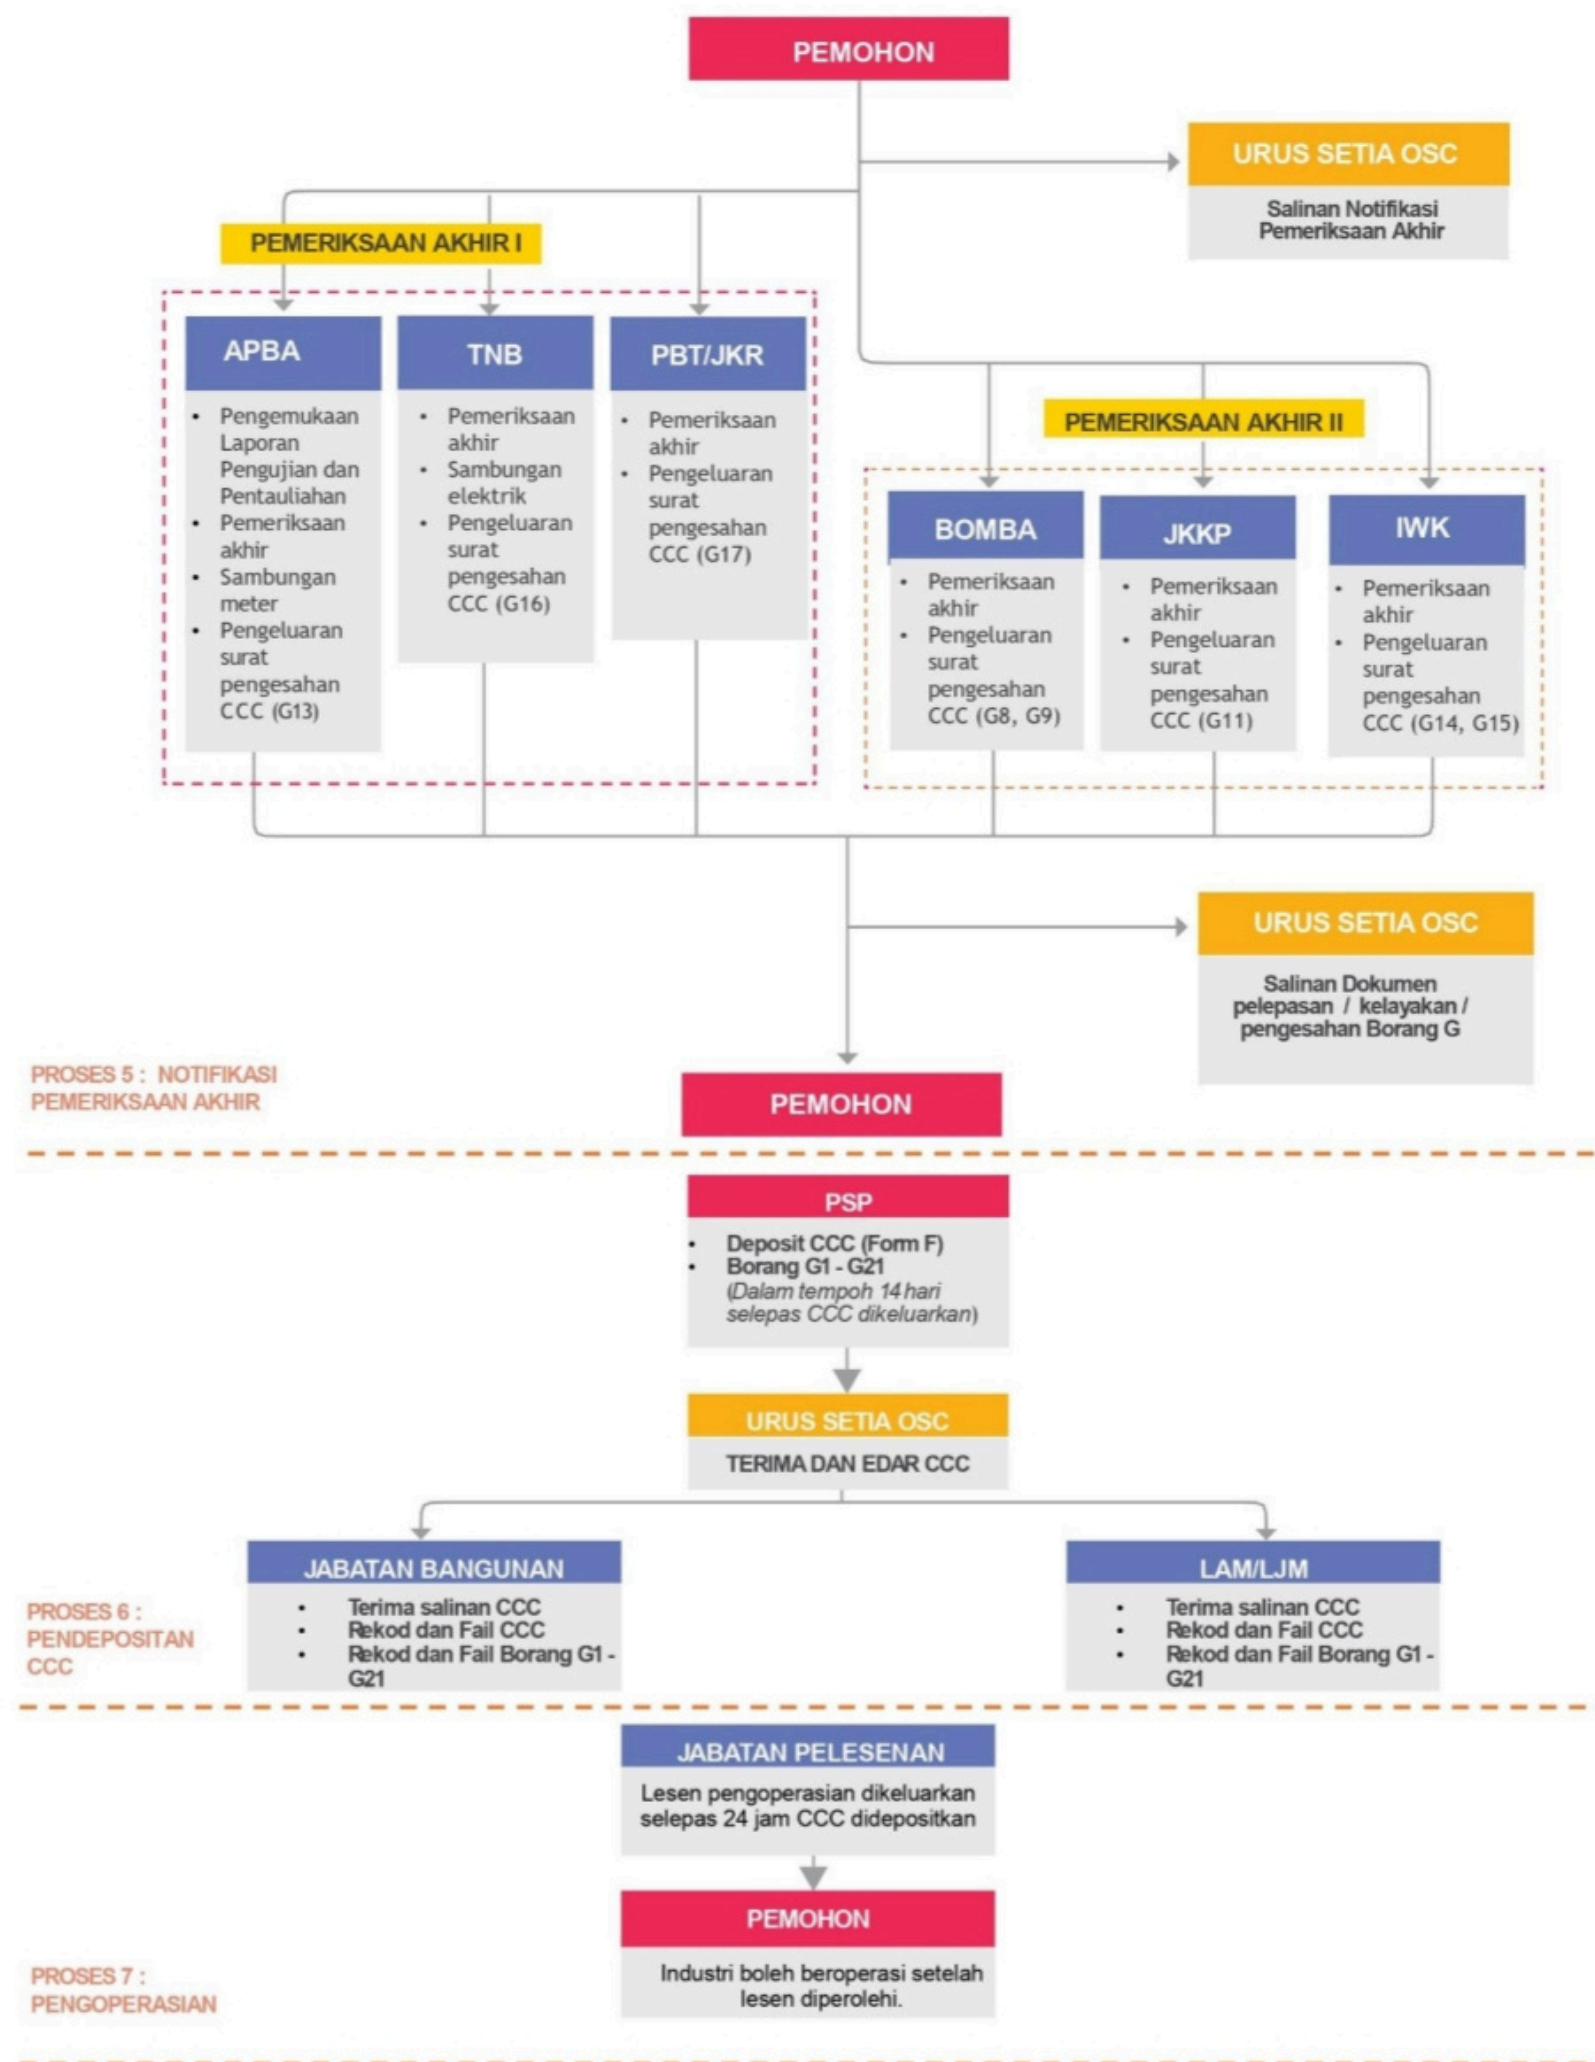 PEMOHON
URUS SETIA OSC
Salinan Notifikasi
Pemeriksaan Akhir
PEMERIKSAAN AKHIR I
APBA
• Pengemukaan
Laporan
Pengujian dan
Pentauliahan
• Pemeriksaan
akhir
• Sambungan
meter
• Pengeluaran
surat
pengesahan
CCC (G13)
TNB
• Pemeriksaan
akhir
• Sambungan
elektrik
• Pengeluaran
surat
pengesahan
CCC (G16)
PBT/JKR
• Pemeriksaan
akhir
• Pengeluaran
surat
pengesahan
CCC (G17)
PEMERIKSAAN AKHIR II
BOMBA
• Pemeriksaan
akhir
• Pengeluaran
surat
pengesahan
CCC (G8, G9)
JKKP
• Pemeriksaan
akhir
• Pengeluaran
surat
pengesahan
CCC (G11)
IWK
• Pemeriksaan
akhir
• Pengeluaran
surat
pengesahan
CCC (G14, G15)
URUS SETIA OSC
Salinan Dokumen
pelepasan / kelayakan /
pengesahan Borang G
PROSES 5 : NOTIFIKASI
PEMERIKSAAN AKHIR
PEMOHON
PSP
• Deposit CCC (Form F)
• Borang G1 - G21
(Dalam tempoh 14 hari
selepas CCC dikeluarkan)
URUS SETIA OSC
TERIMA DAN EDAR CCC
JABATAN BANGUNAN
• Terima salinan CCC
• Rekod dan Fail CCC
• Rekod dan Fail Borang G1 -
G21
LAM/LJM
• Terima salinan CCC
• Rekod dan Fail CCC
• Rekod dan Fail Borang G1 -
G21
PROSES 6 :
PENDEPOSITAN
CCC
JABATAN PELESENAN
Lesen pengoperasian dikeluarkan
selepas 24 jam CCC didepositkan
PEMOHON
Industri boleh beroperasi setelah
lesen diperolehi.
PROSES 7 :
PENGOPERASIAN